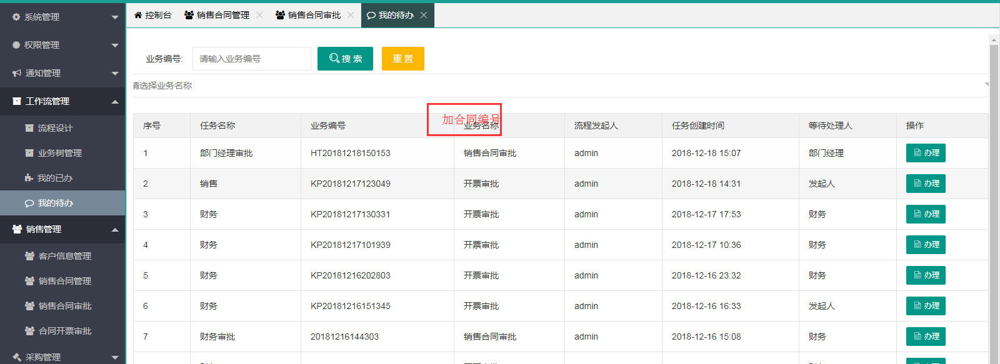 系统管理
权限管理
通知管理
工作流管理
流程设计
业务树管理
我的已办
我的待办
销售管理
客户信息管理
销售合同管理
销售合同审批
合同开票审批
采购管理
控制台 销售合同管理 销售合同审批 我的待办
业务编号: 请输入业务编号 搜 索 重 置
请选择业务名称
加合同编号
序号 任务名称 业务编号 业务名称 流程发起人 任务创建时间 等待处理人 操作
1 部门经理审批 HT20181218150153 销售合同审批 admin 2018-12-18 15:07 部门经理 办理
2 销售 KP20181217123049 开票审批 admin 2018-12-18 14:31 发起人 办理
3 财务 KP20181217130331 开票审批 admin 2018-12-17 17:53 财务 办理
4 财务 KP20181217101939 开票审批 admin 2018-12-17 10:36 财务 办理
5 财务 KP20181216202803 开票审批 admin 2018-12-16 23:32 财务 办理
6 财务 KP20181216151345 开票审批 admin 2018-12-16 16:33 发起人 办理
7 财务审批 20181216144303 销售合同审批 admin 2018-12-16 15:08 财务 办理